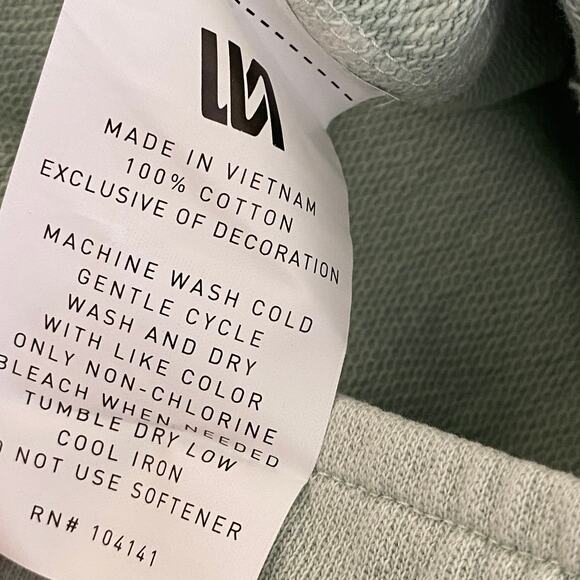 MADE IN VIETNAM
100% COTTON
EXCLUSIVE OF DECORATION
MACHINE WASH COLD
GENTLE CYCLE
WASH AND DRY
WITH LIKE COLOR
ONLY NON-CHLORINE
BLEACH WHEN NEEDED
TUMBLE DRY LOW
COOL IRON
NOT USE SOFTENER
RN# 104141